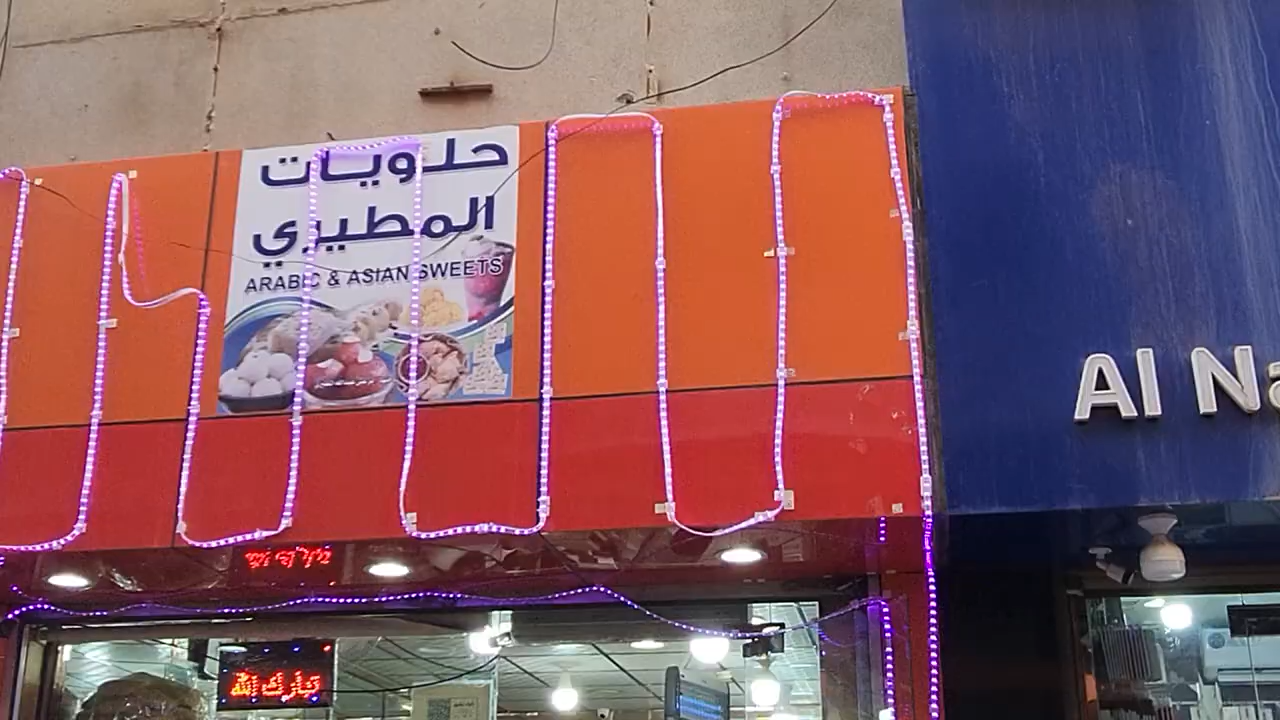 حلويات
المطيري
ARABIC & ASIAN SWEETS
Al Na
تبارك الله